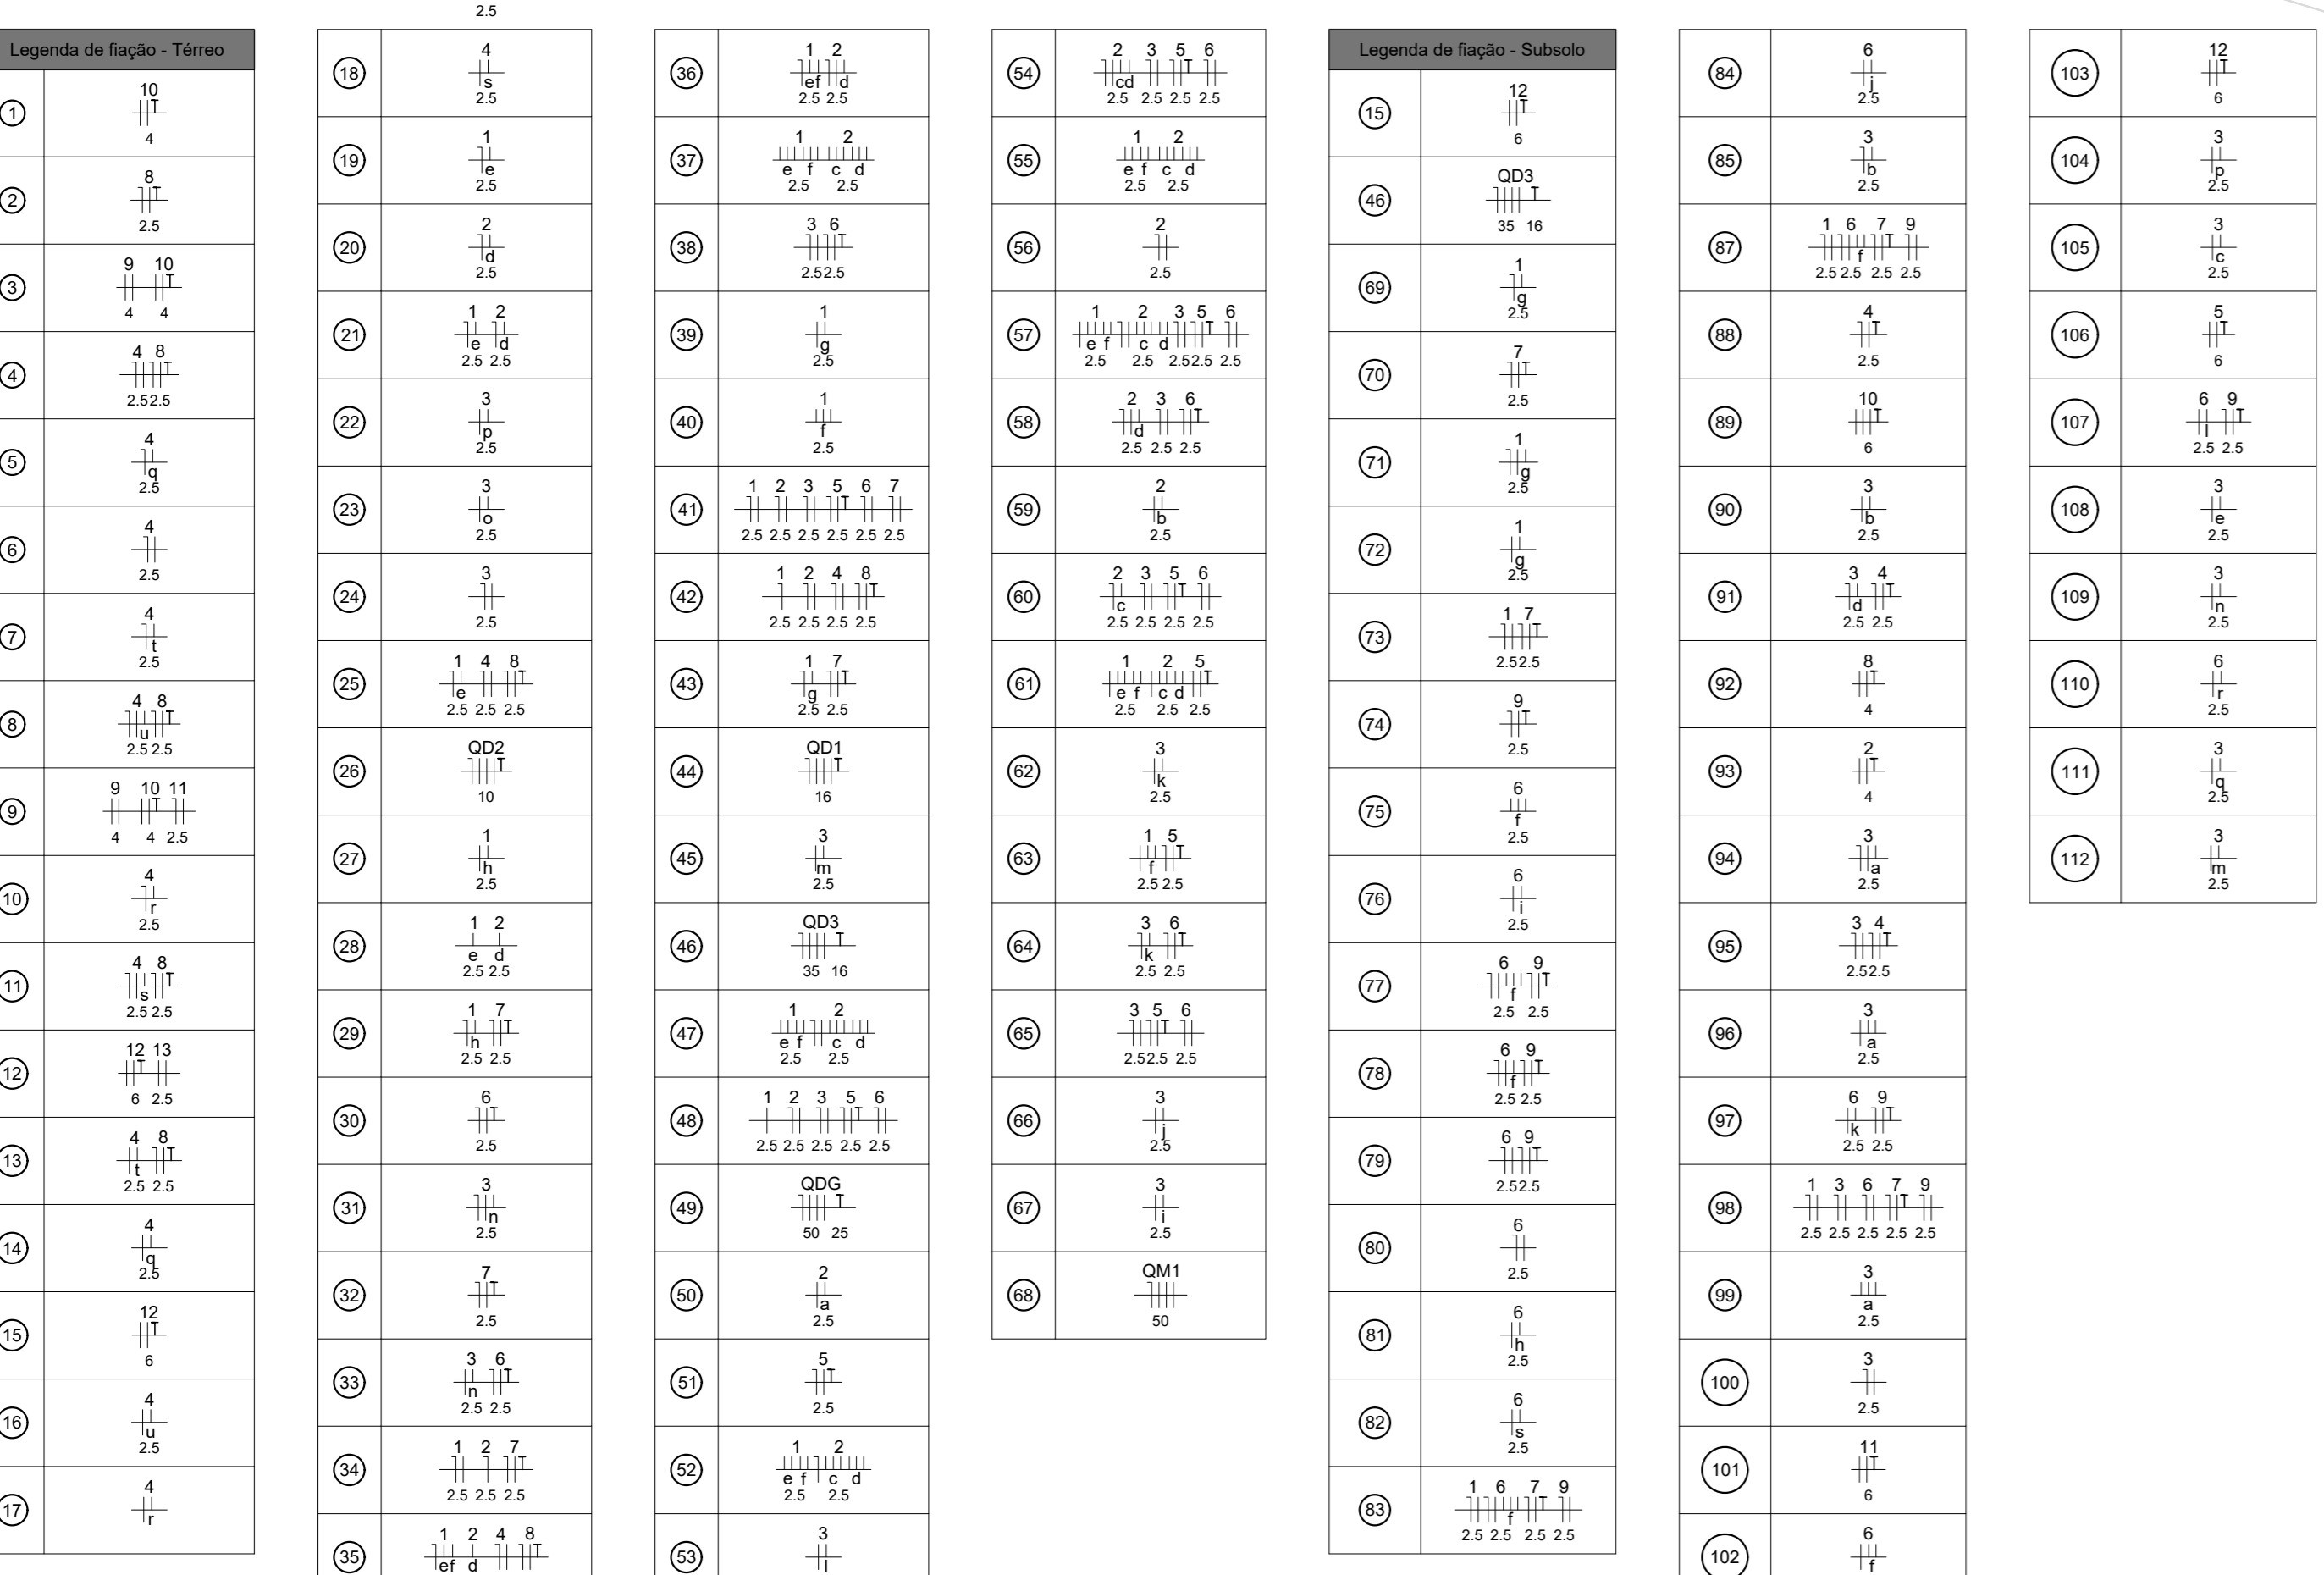 2.5
Legenda de fiação - Térreo
1
10
T
4
2
8
T
2.5
3
9 10
T
4 4
4
4 8
T
2.5 2.5
5
4
q
2.5
6
4
2.5
7
4
t
2.5
8
4 8
u T
2.5 2.5
9
9 10 11
T
4 4 2.5
10
4
r
2.5
11
4 8
s T
2.5 2.5
12
12 13
T
6 2.5
13
4 8
t T
2.5 2.5
14
4
q
2.5
15
12
T
6
16
4
u
2.5
17
4
r
18
4
s
2.5
19
1
e
2.5
20
2
d
2.5
21
1 2
e d
2.5 2.5
22
3
p
2.5
23
3
o
2.5
24
3
2.5
25
1 4 8
e T
2.5 2.5 2.5
26
QD2
T
10
27
1
h
2.5
28
1 2
e d
2.5 2.5
29
1 7
h T
2.5 2.5
30
6
T
2.5
31
3
n
2.5
32
7
T
2.5
33
3 6
n T
2.5 2.5
34
1 2 7
T
2.5 2.5 2.5
35
1 2 4 8
ef d T
36
1 2
ef d
2.5 2.5
37
1 2
e f c d
2.5 2.5
38
3 6
T
2.5 2.5
39
1
g
2.5
40
1
f
2.5
41
1 2 3 5 6 7
T
2.5 2.5 2.5 2.5 2.5 2.5
42
1 2 4 8
T
2.5 2.5 2.5 2.5
43
1 7
g T
2.5 2.5
44
QD1
T
16
45
3
m
2.5
46
QD3
T
35 16
47
1 2
e f c d
2.5 2.5
48
1 2 3 5 6
T
2.5 2.5 2.5 2.5 2.5
49
QDG
T
50 25
50
2
a
2.5
51
5
T
2.5
52
1 2
e f c d
2.5 2.5
53
3
l
54
2 3 5 6
cd T
2.5 2.5 2.5 2.5
55
1 2
e f c d
2.5 2.5
56
2
2.5
57
1 2 3 5 6
e f c d T
2.5 2.5 2.5 2.5 2.5
58
2 3 6
d T
2.5 2.5 2.5
59
2
b
2.5
60
2 3 5 6
c T
2.5 2.5 2.5 2.5
61
1 2 5
e f c d T
2.5 2.5 2.5
62
3
k
2.5
63
1 5
f T
2.5 2.5
64
3 6
k T
2.5 2.5
65
3 5 6
T
2.5 2.5 2.5
66
3
j
2.5
67
3
i
2.5
68
QM1
50
Legenda de fiação - Subsolo
15
12
T
6
46
QD3
T
35 16
69
1
g
2.5
70
7
T
2.5
71
1
g
2.5
72
1
g
2.5
73
1 7
T
2.5 2.5
74
9
T
2.5
75
6
f
2.5
76
6
i
2.5
77
6 9
f T
2.5 2.5
78
6 9
f T
2.5 2.5
79
6 9
T
2.5 2.5
80
6
2.5
81
6
h
2.5
82
6
s
2.5
83
1 6 7 9
f T
2.5 2.5 2.5 2.5
84
6
j
2.5
85
3
b
2.5
87
1 6 7 9
f T
2.5 2.5 2.5 2.5
88
4
T
2.5
89
10
T
6
90
3
b
2.5
91
3 4
d T
2.5 2.5
92
8
T
4
93
2
T
4
94
3
a
2.5
95
3 4
T
2.5 2.5
96
3
a
2.5
97
6 9
k T
2.5 2.5
98
1 3 6 7 9
T
2.5 2.5 2.5 2.5 2.5
99
3
a
2.5
100
3
2.5
101
11
T
6
102
6
f
103
12
T
6
104
3
p
2.5
105
3
c
2.5
106
5
T
6
107
6 9
l T
2.5 2.5
108
3
e
2.5
109
3
n
2.5
110
6
r
2.5
111
3
q
2.5
112
3
m
2.5